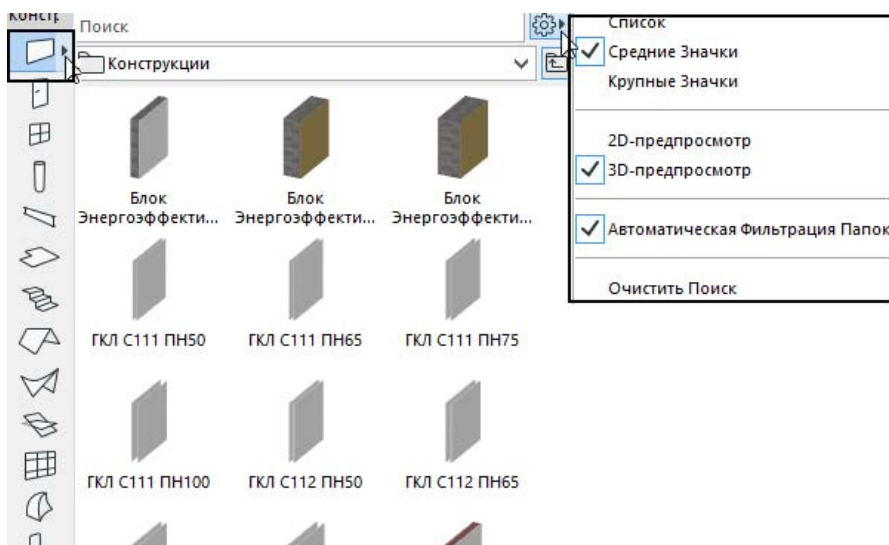 Констр
Поиск
Конструкции
Список
Средние Значки
Крупные Значки
2D-предпросмотр
3D-предпросмотр
Автоматическая Фильтрация Папок
Очистить Поиск
Блок
Энергоэффекти...
Блок
Энергоэффекти...
Блок
Энергоэффекти...
ГКЛ С111 ПН50
ГКЛ С111 ПН65
ГКЛ С111 ПН75
ГКЛ С111 ПН100
ГКЛ С112 ПН50
ГКЛ С112 ПН65